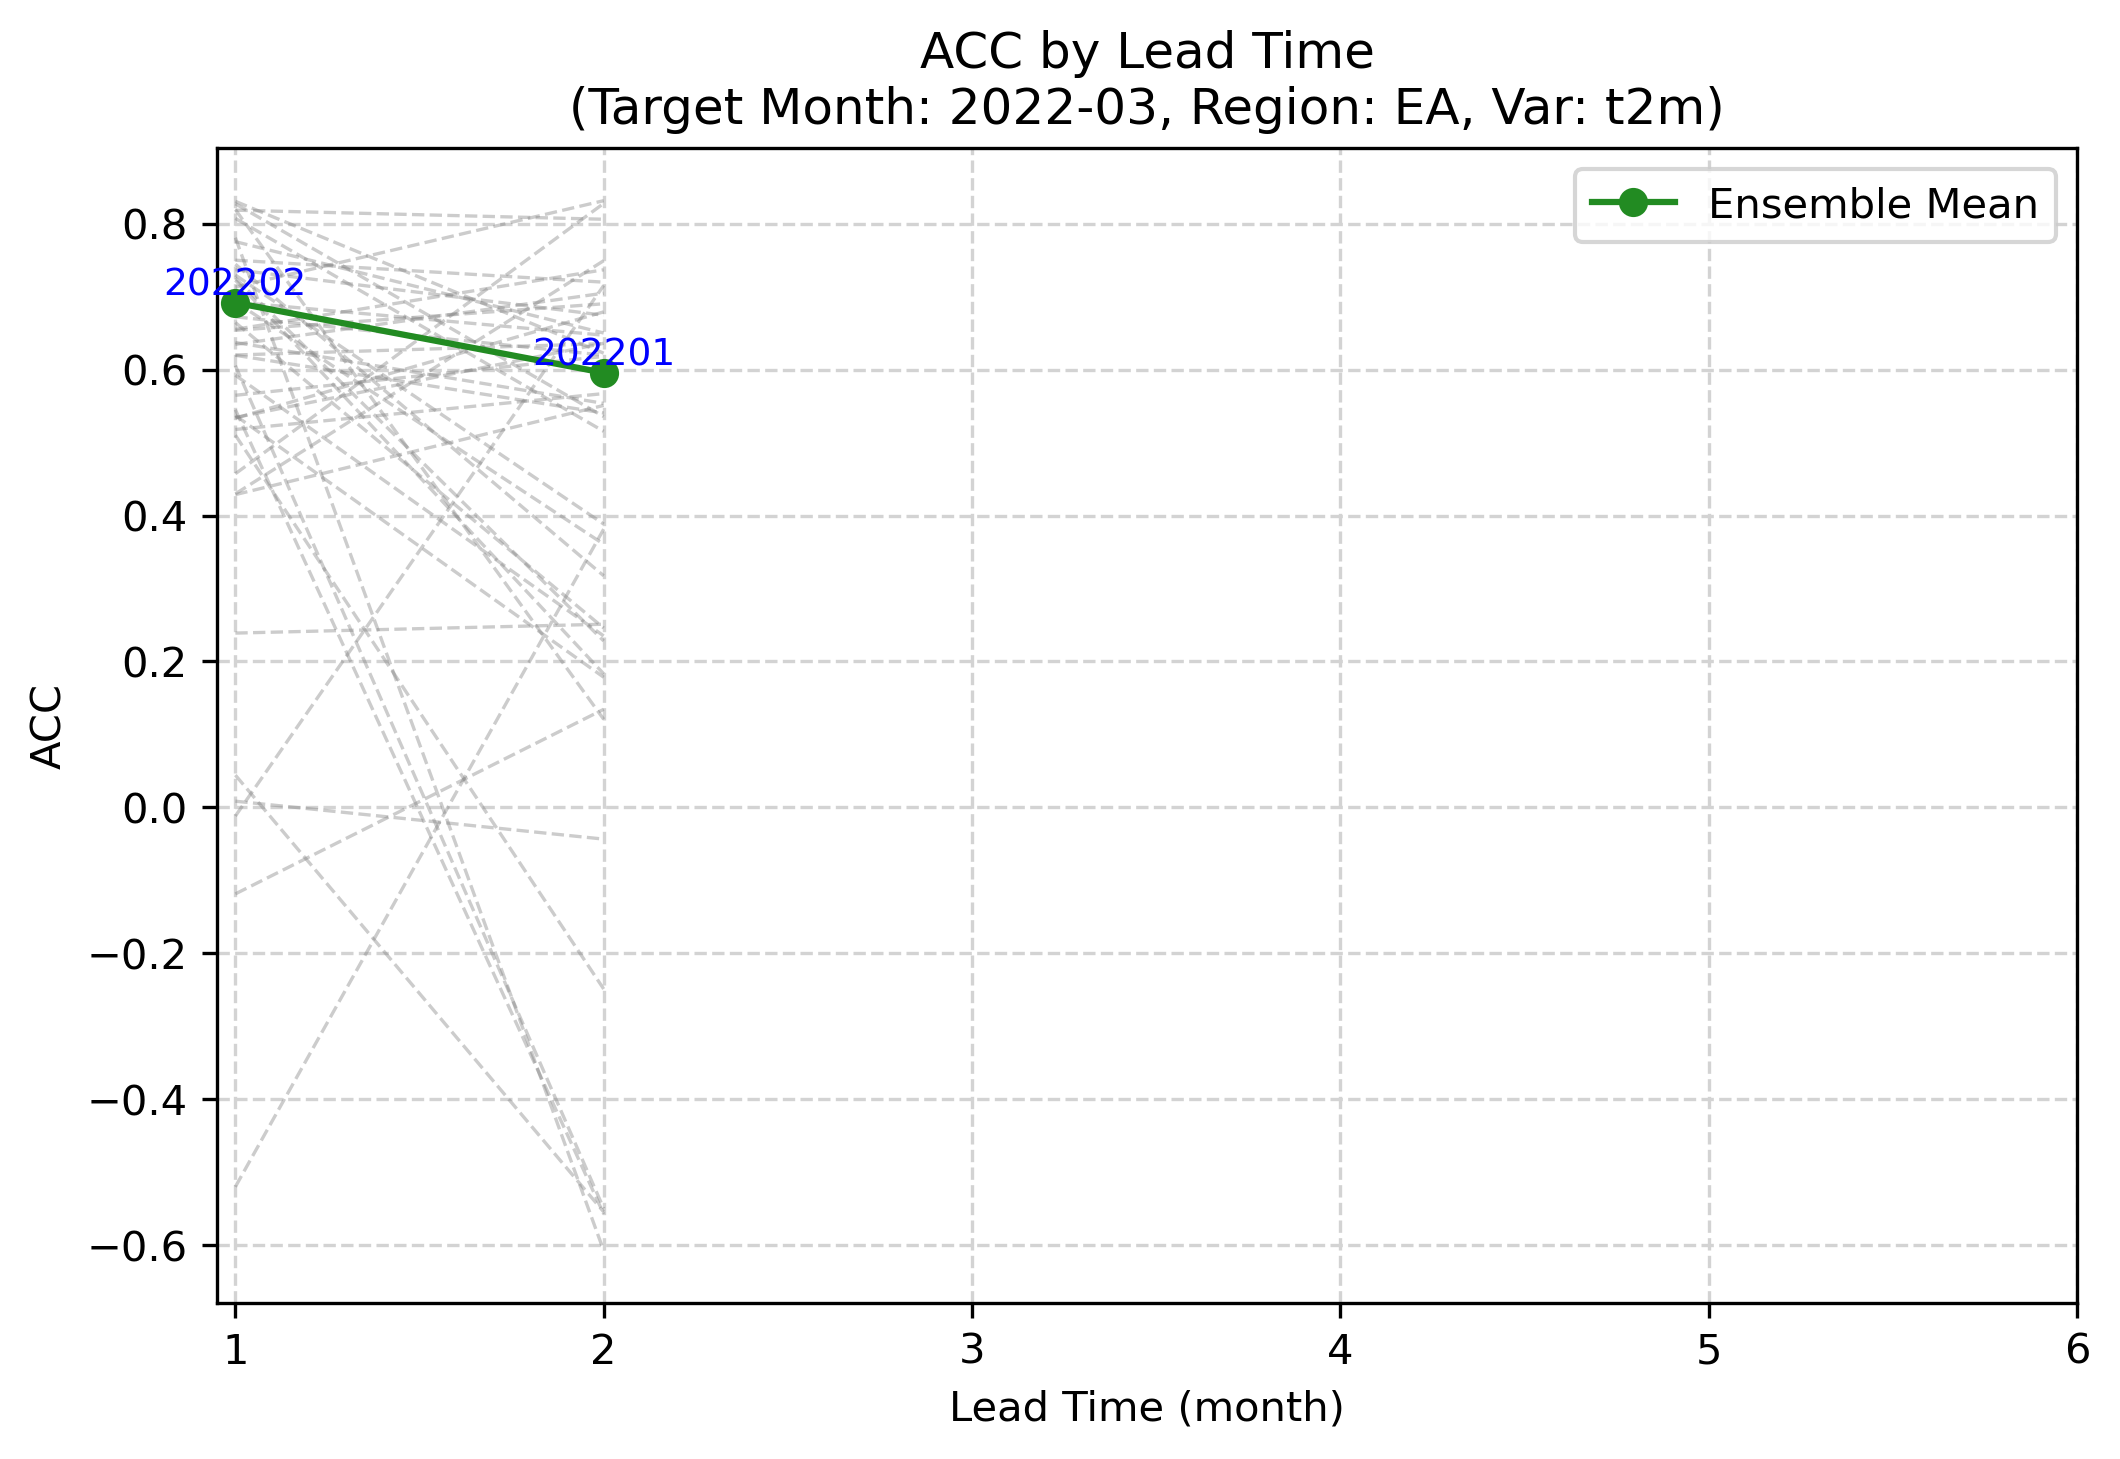 ACC by Lead Time
(Target Month: 2022-03, Region: EA, Var: t2m)
Ensemble Mean
202202
202201
ACC
0.8
0.6
0.4
0.2
0.0
−0.2
−0.4
−0.6
1 2 3 4 5 6
Lead Time (month)